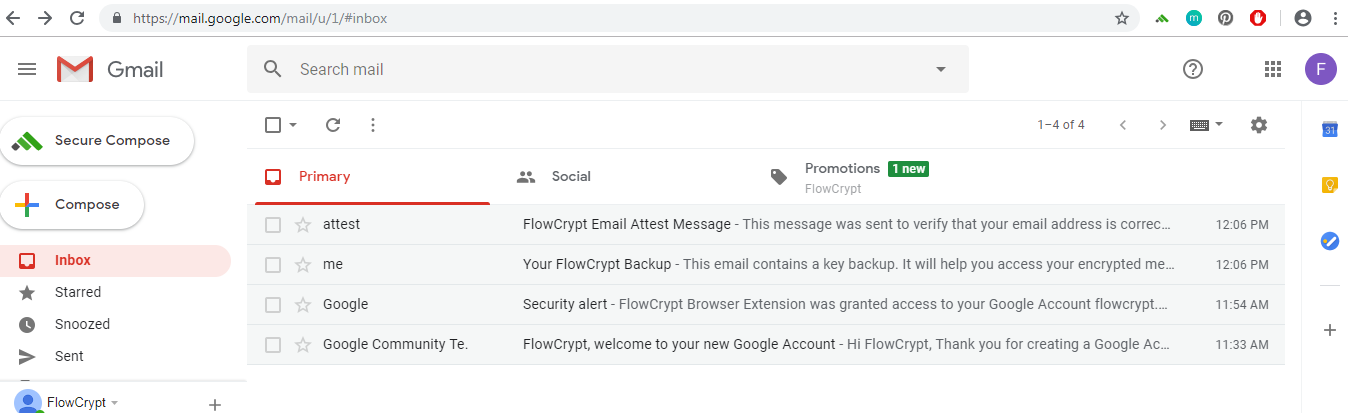 https://mail.google.com/mail/u/1/#inbox
m
Gmail
Search mail
F
Secure Compose
1–4 of 4
31
Primary
Social
Promotions 1 new
FlowCrypt
Compose
attest FlowCrypt Email Attest Message - This message was sent to verify that your email address is correc... 12:06 PM
Inbox
me Your FlowCrypt Backup - This email contains a key backup. It will help you access your encrypted me... 12:06 PM
Starred
Google Security alert - FlowCrypt Browser Extension was granted access to your Google Account flowcrypt.... 11:54 AM
Snoozed
Google Community Te. FlowCrypt, welcome to your new Google Account - Hi FlowCrypt, Thank you for creating a Google Ac... 11:33 AM
Sent
FlowCrypt